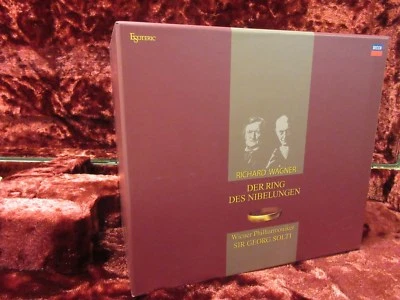 Esoteric
DECCA
RICHARD WAGNER
DER RING
DES NIBELUNGEN
Wiener Philharmoniker
SIR GEORG SOLTI